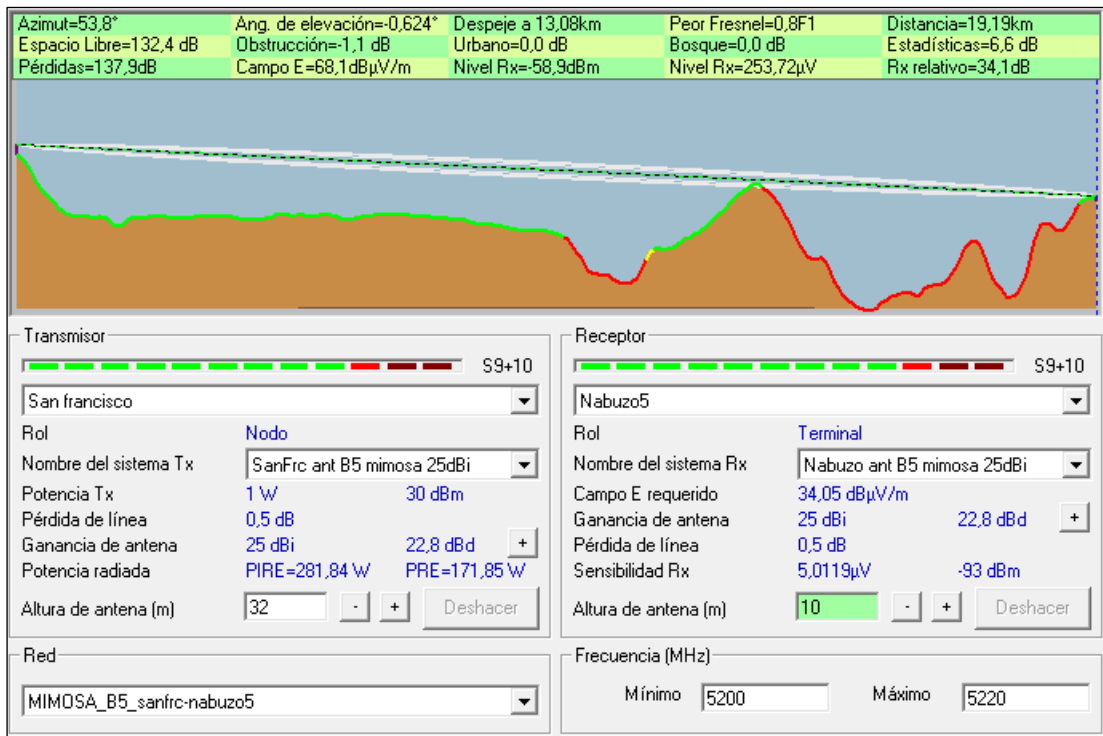 Azimut=53,8° Ang. de elevación=-0,624° Despeje a 13,08km Peor Fresnel=0,8F1 Distancia=19,19km
Espacio Libre=132,4 dB Obstrucción=-1,1 dB Urbano=0,0 dB Bosque=0,0 dB Estadísticas=6,6 dB
Pérdidas=137,9dB Campo E=68,1dBµV/m Nivel Rx=-58,9dBm Nivel Rx=253,72µV Rx relativo=34,1dB
Transmisor
S9+10
San francisco
Rol Nodo
Nombre del sistema Tx SanFrc ant B5 mimosa 25dBi
Potencia Tx 1 W 30 dBm
Pérdida de línea 0,5 dB
Ganancia de antena 25 dBi 22,8 dBd +
Potencia radiada PIRE=281,84 W PRE=171,85 W
Altura de antena (m) 32 - + Deshacer
Receptor
S9+10
Nabuzo5
Rol Terminal
Nombre del sistema Rx Nabuzo ant B5 mimosa 25dBi
Campo E requerido 34,05 dBµV/m
Ganancia de antena 25 dBi 22,8 dBd +
Pérdida de línea 0,5 dB
Sensibilidad Rx 5,0119µV -93 dBm
Altura de antena (m) 10 - + Deshacer
Red
MIMOSA_B5_sanfrc-nabuzo5
Frecuencia (MHz)
Mínimo 5200 Máximo 5220